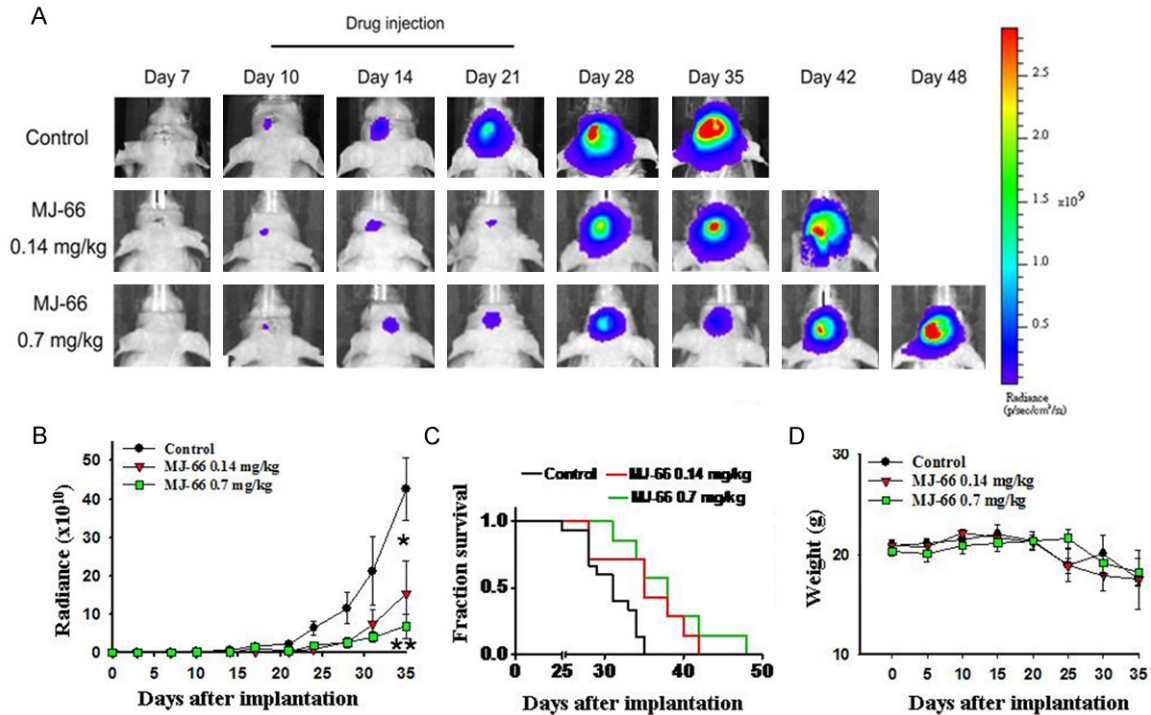 A
Drug injection
Day 7 Day 10 Day 14 Day 21 Day 28 Day 35 Day 42 Day 48
Control
MJ-66
0.14 mg/kg
MJ-66
0.7 mg/kg
2.5
2.0
1.5
x10⁹
1.0
0.5
Radiance
(p/sec/cm²/sr)
B
Control
MJ-66 0.14 mg/kg
MJ-66 0.7 mg/kg
Radiance (x10¹⁰)
50
40
30
20
10
0
*
**
0 5 10 15 20 25 30 35
Days after implantation
C
Control MJ-66 0.14 mg/kg
MJ-66 0.7 mg/kg
Fraction survival
1.0
0.5
0.0
0 25 30 40 50
Days after implantation
D
Control
MJ-66 0.14 mg/kg
MJ-66 0.7 mg/kg
Weight (g)
30
20
10
0 5 10 15 20 25 30 35
Days after implantation